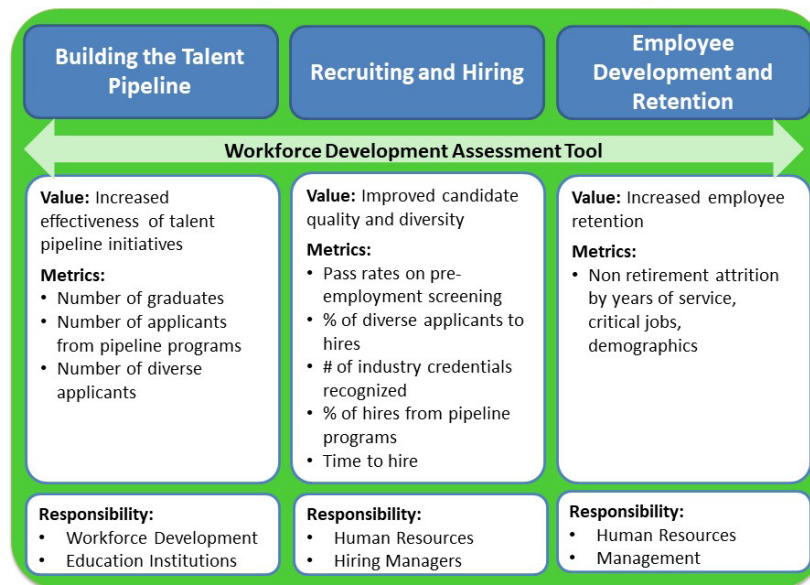 Building the Talent
Pipeline
Recruiting and Hiring
Employee
Development and
Retention
Workforce Development Assessment Tool
Value: Increased
effectiveness of talent
pipeline initiatives
Metrics:
• Number of graduates
• Number of applicants
from pipeline programs
• Number of diverse
applicants
Value: Improved candidate
quality and diversity
Metrics:
• Pass rates on pre-
employment screening
• % of diverse applicants to
hires
• # of industry credentials
recognized
• % of hires from pipeline
programs
• Time to hire
Value: Increased employee
retention
Metrics:
• Non retirement attrition
by years of service,
critical jobs,
demographics
Responsibility:
• Workforce Development
• Education Institutions
Responsibility:
• Human Resources
• Hiring Managers
Responsibility:
• Human Resources
• Management